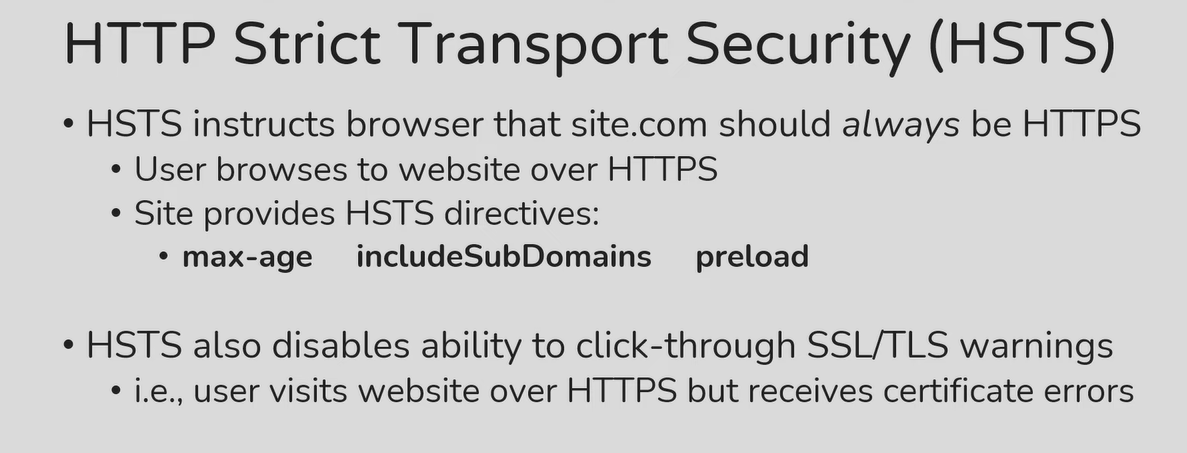 HTTP Strict Transport Security (HSTS)
• HSTS instructs browser that site.com should always be HTTPS
• User browses to website over HTTPS
• Site provides HSTS directives:
• max-age includeSubDomains preload
• HSTS also disables ability to click-through SSL/TLS warnings
• i.e., user visits website over HTTPS but receives certificate errors